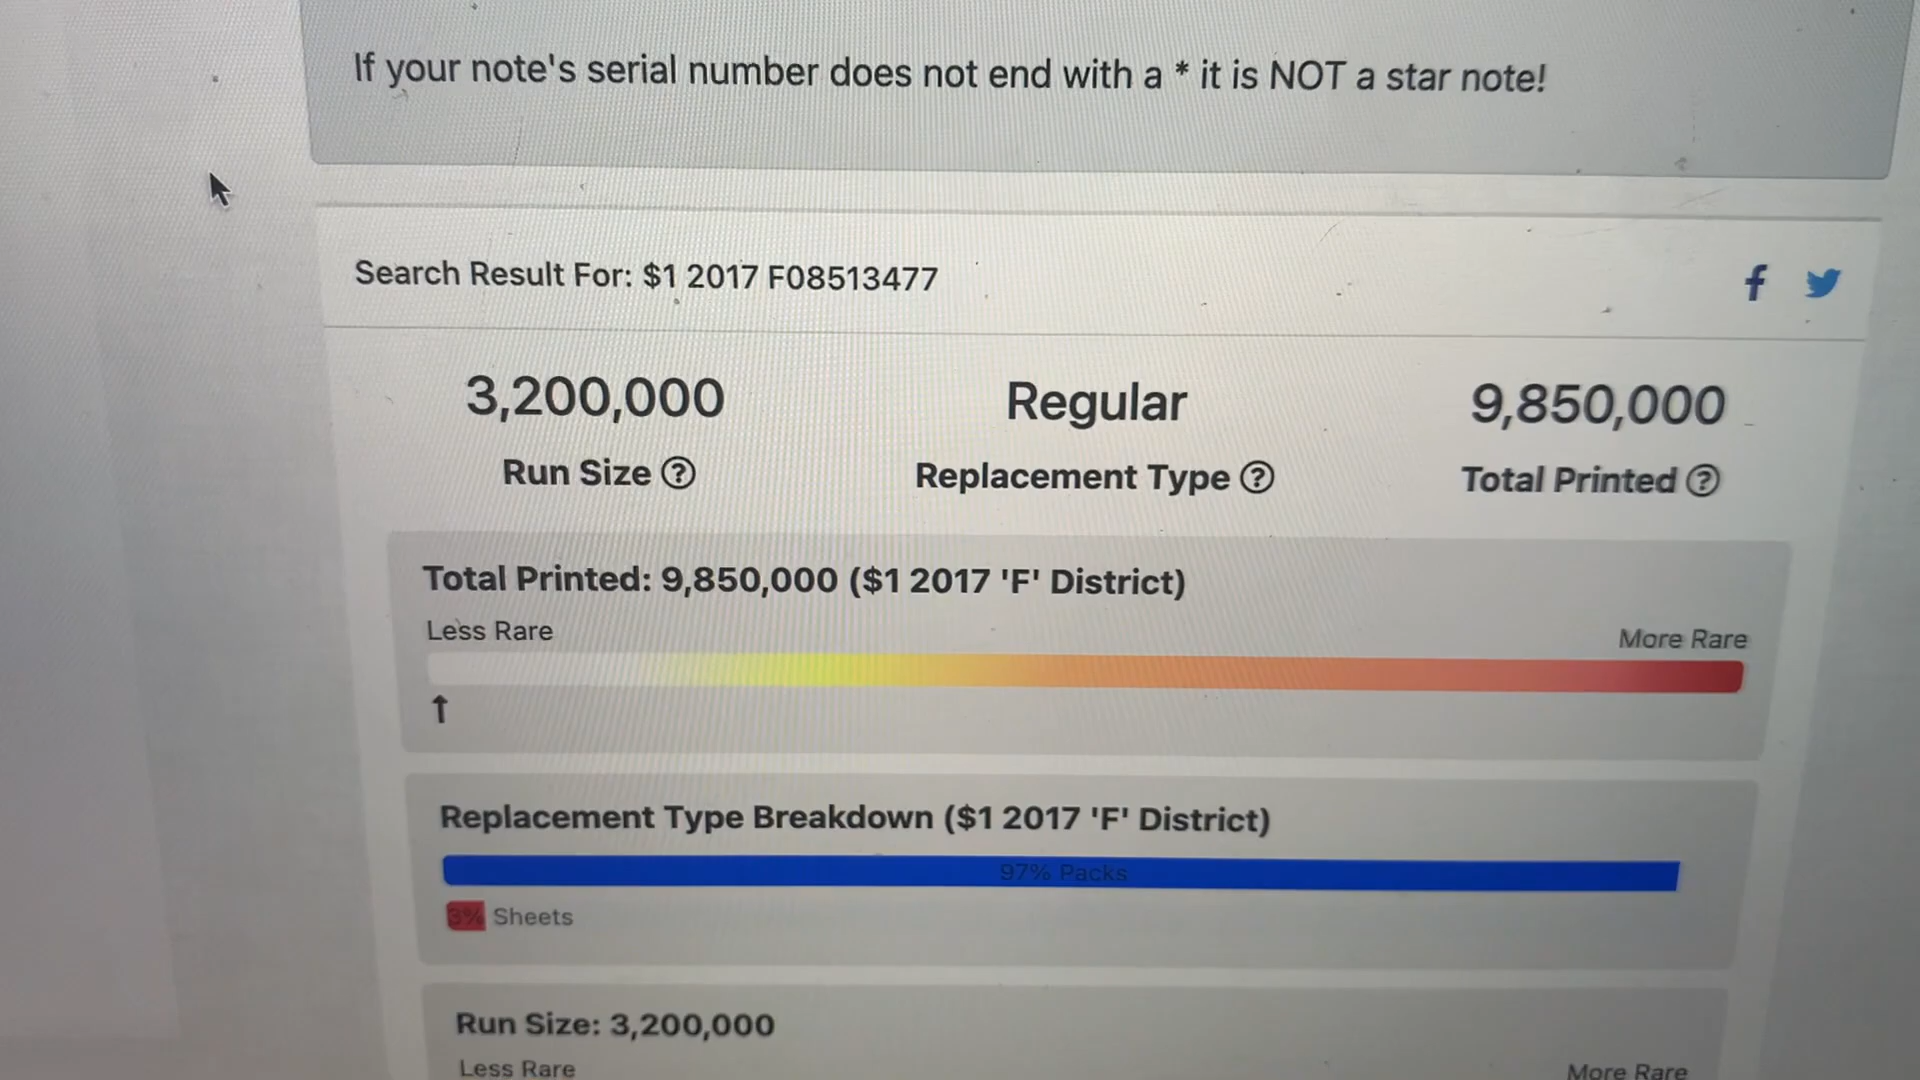 If your note's serial number does not end with a * it is NOT a star note!
Search Result For: $1 2017 F08513477
3,200,000
Regular
9,850,000
Run Size
Replacement Type
Total Printed
Total Printed: 9,850,000 ($1 2017 'F' District)
Less Rare
More Rare
Replacement Type Breakdown ($1 2017 'F' District)
97% Packs
3% Sheets
Run Size: 3,200,000
Less Rare
More Rare